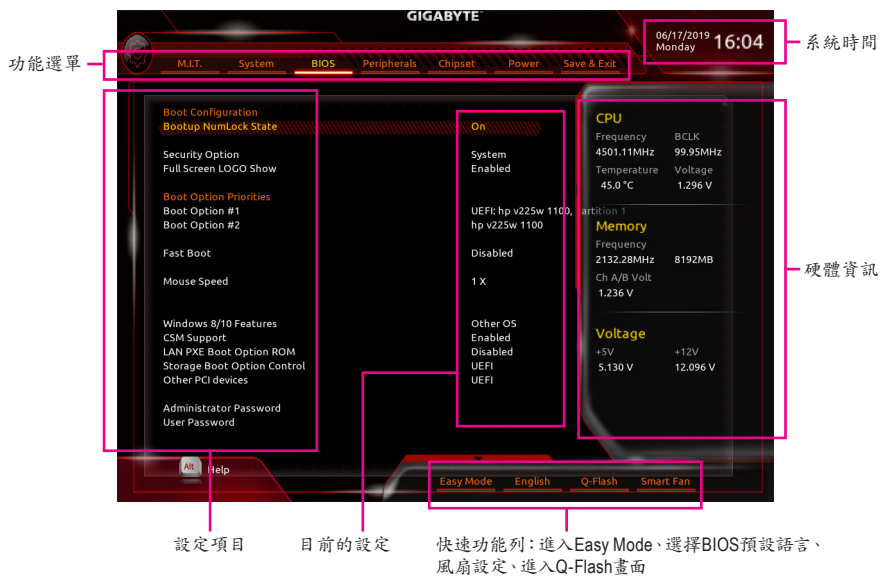 GIGABYTE™
06/17/2019
Monday
16:04
系統時間
功能選單
M.I.T. System BIOS Peripherals Chipset Power Save & Exit
Boot Configuration
Bootup NumLock State On
Security Option System
Full Screen LOGO Show Enabled
Boot Option Priorities
Boot Option #1 UEFI: hp v225w 1100, Partition 1
Boot Option #2 hp v225w 1100
Fast Boot Disabled
Mouse Speed 1 X
Windows 8/10 Features Other OS
CSM Support Enabled
LAN PXE Boot Option ROM Disabled
Storage Boot Option Control UEFI
Other PCI devices UEFI
Administrator Password
User Password
CPU
Frequency BCLK
4501.11MHz 99.95MHz
Temperature Voltage
45.0 °C 1.296 V
Memory
Frequency
2132.28MHz 8192MB
Ch A/B Volt
1.236 V
Voltage
+5V +12V
5.130 V 12.096 V
硬體資訊
Alt Help
Easy Mode English Q-Flash Smart Fan
設定項目
目前的設定
快速功能列：進入Easy Mode、選擇BIOS預設語言、
風扇設定、進入Q-Flash畫面